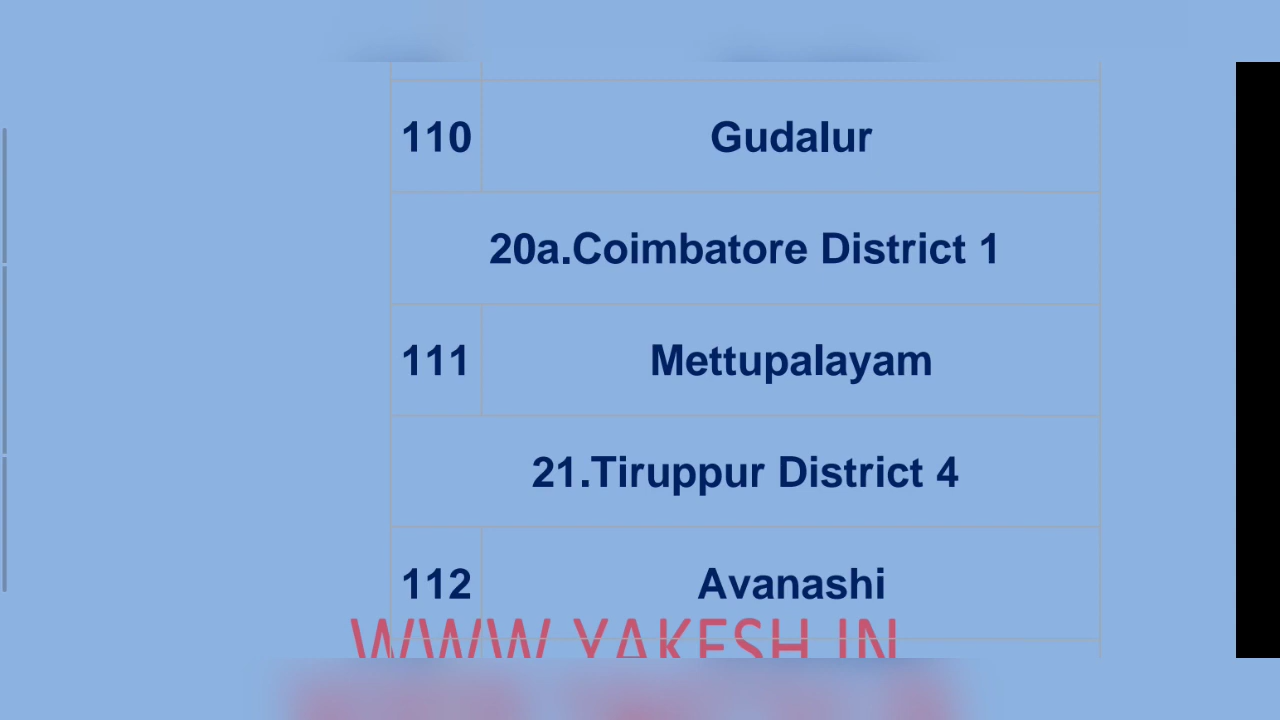 110 Gudalur
20a.Coimbatore District 1
111 Mettupalayam
21.Tiruppur District 4
112 Avanashi
WWW.YAKESH.IN